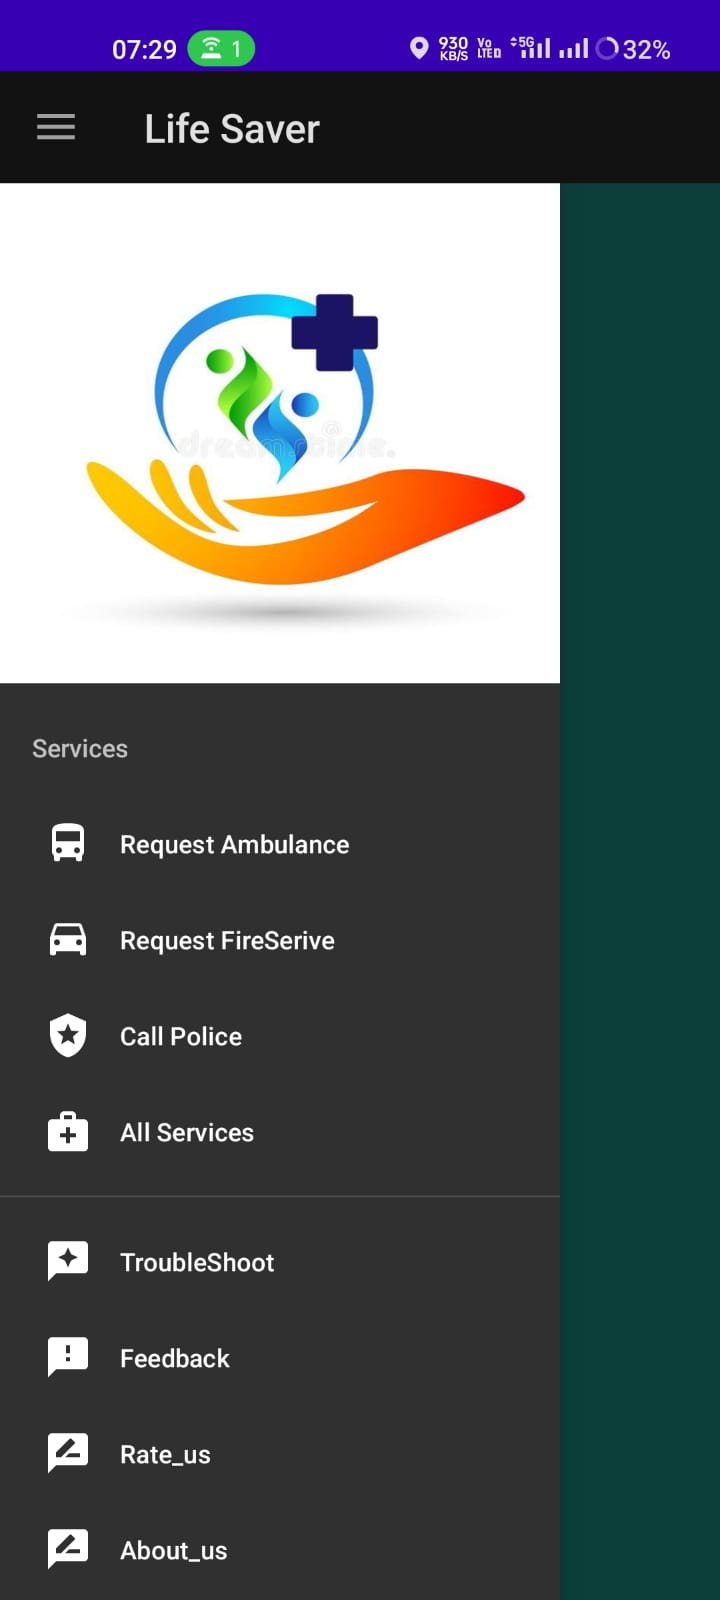 07:29 1 930 KB/S Vo LTE D 5G 32%
Life Saver
dreamstime.
Services
Request Ambulance
Request FireSerive
Call Police
All Services
TroubleShoot
Feedback
Rate_us
About_us